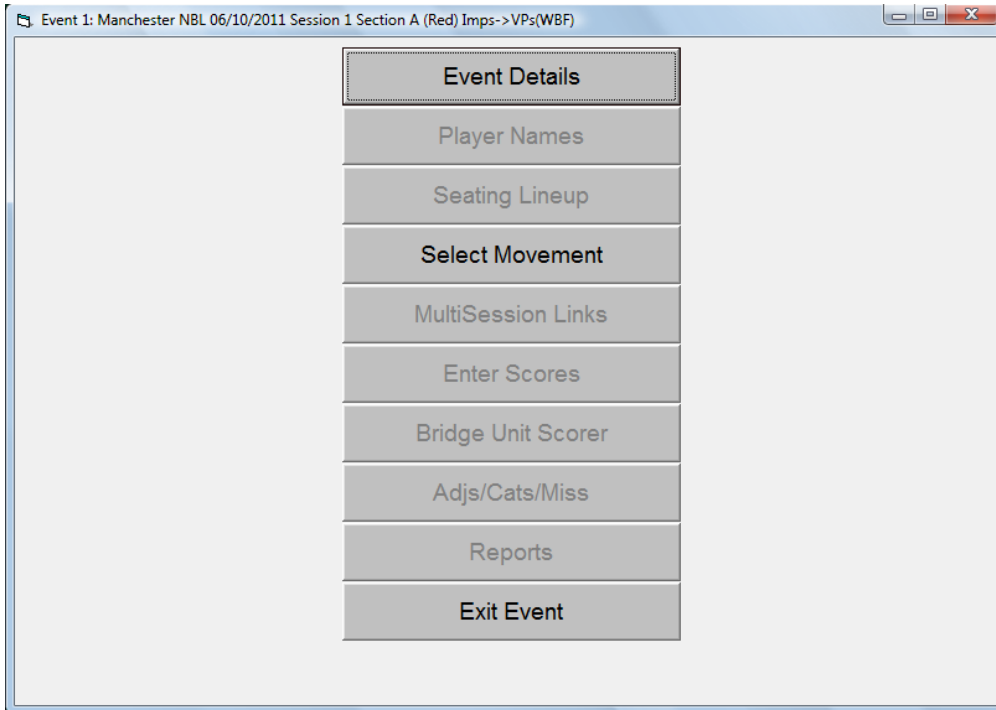 Event 1: Manchester NBL 06/10/2011 Session 1 Section A (Red) Imps->VPs(WBF)
Event Details
Player Names
Seating Lineup
Select Movement
MultiSession Links
Enter Scores
Bridge Unit Scorer
Adjs/Cats/Miss
Reports
Exit Event